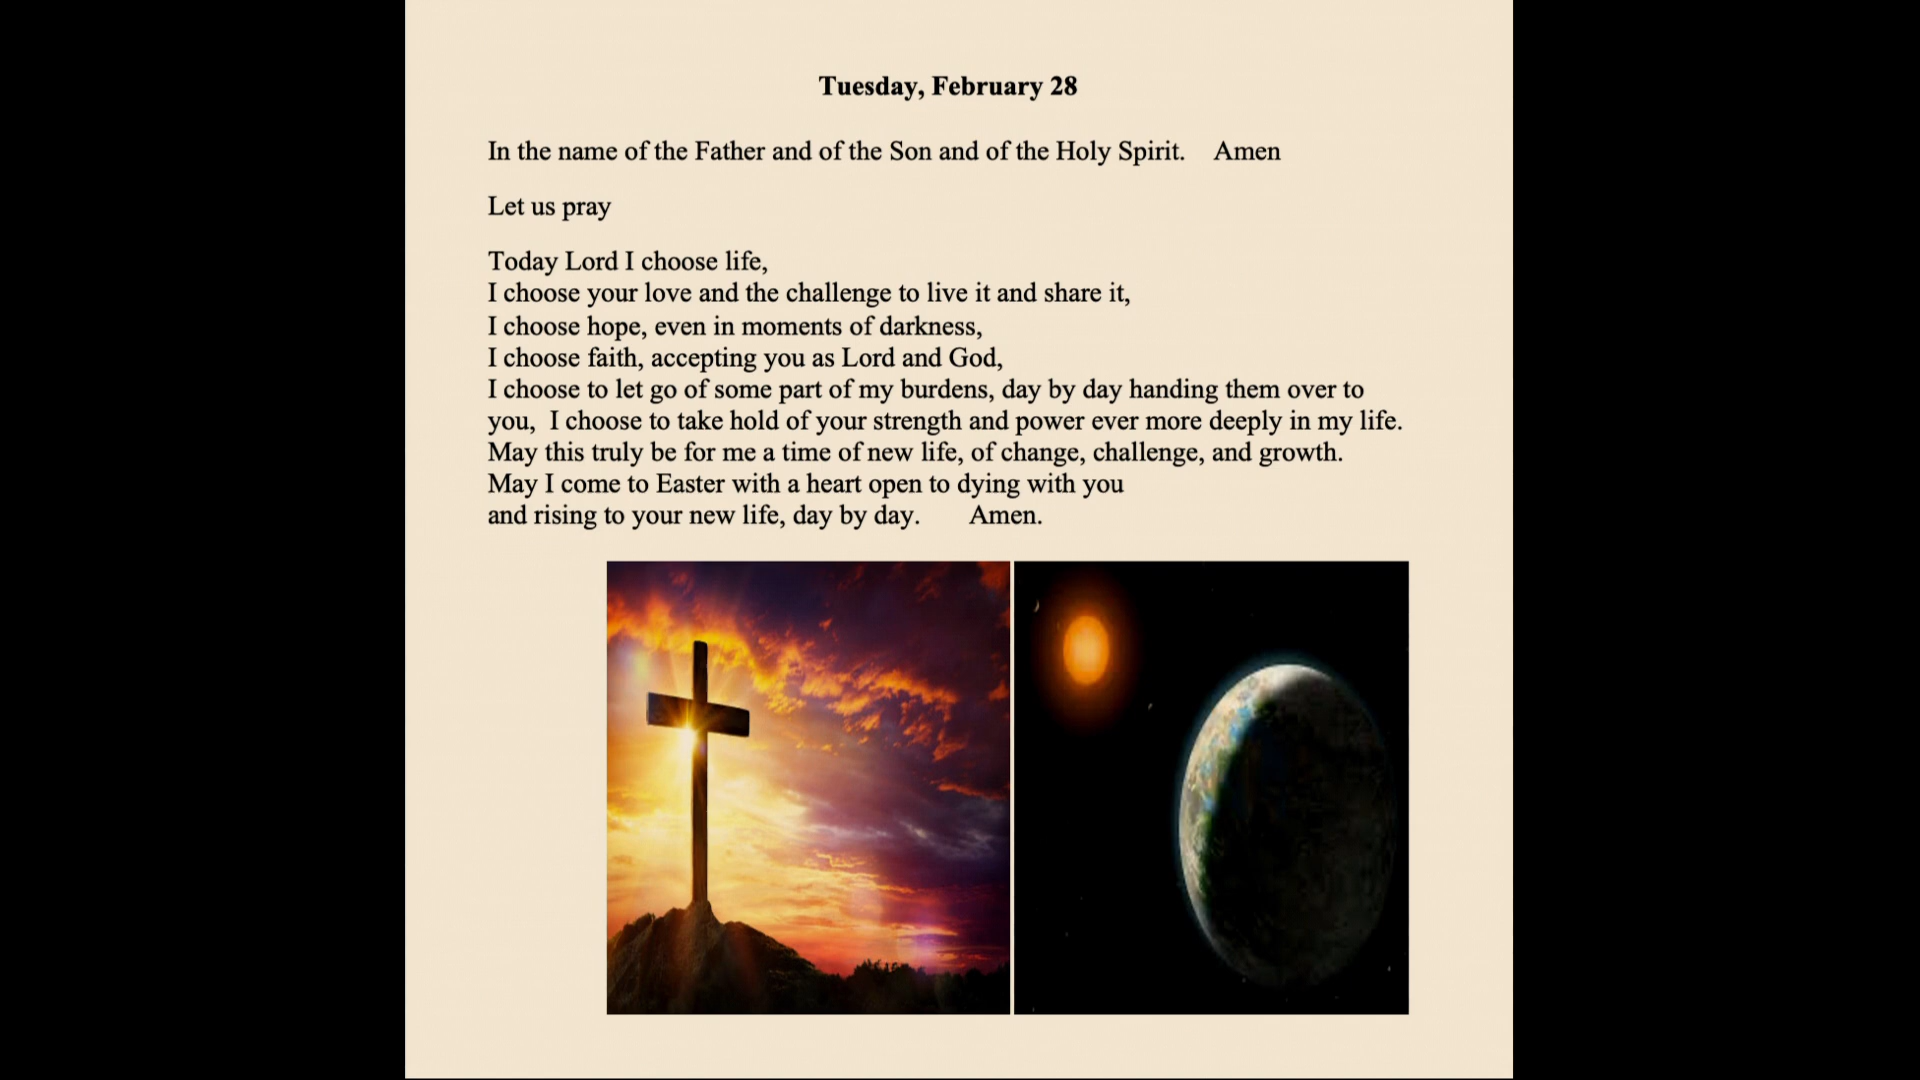 Tuesday, February 28
In the name of the Father and of the Son and of the Holy Spirit. Amen
Let us pray
Today Lord I choose life,
I choose your love and the challenge to live it and share it,
I choose hope, even in moments of darkness,
I choose faith, accepting you as Lord and God,
I choose to let go of some part of my burdens, day by day handing them over to
you, I choose to take hold of your strength and power ever more deeply in my life.
May this truly be for me a time of new life, of change, challenge, and growth.
May I come to Easter with a heart open to dying with you
and rising to your new life, day by day. Amen.